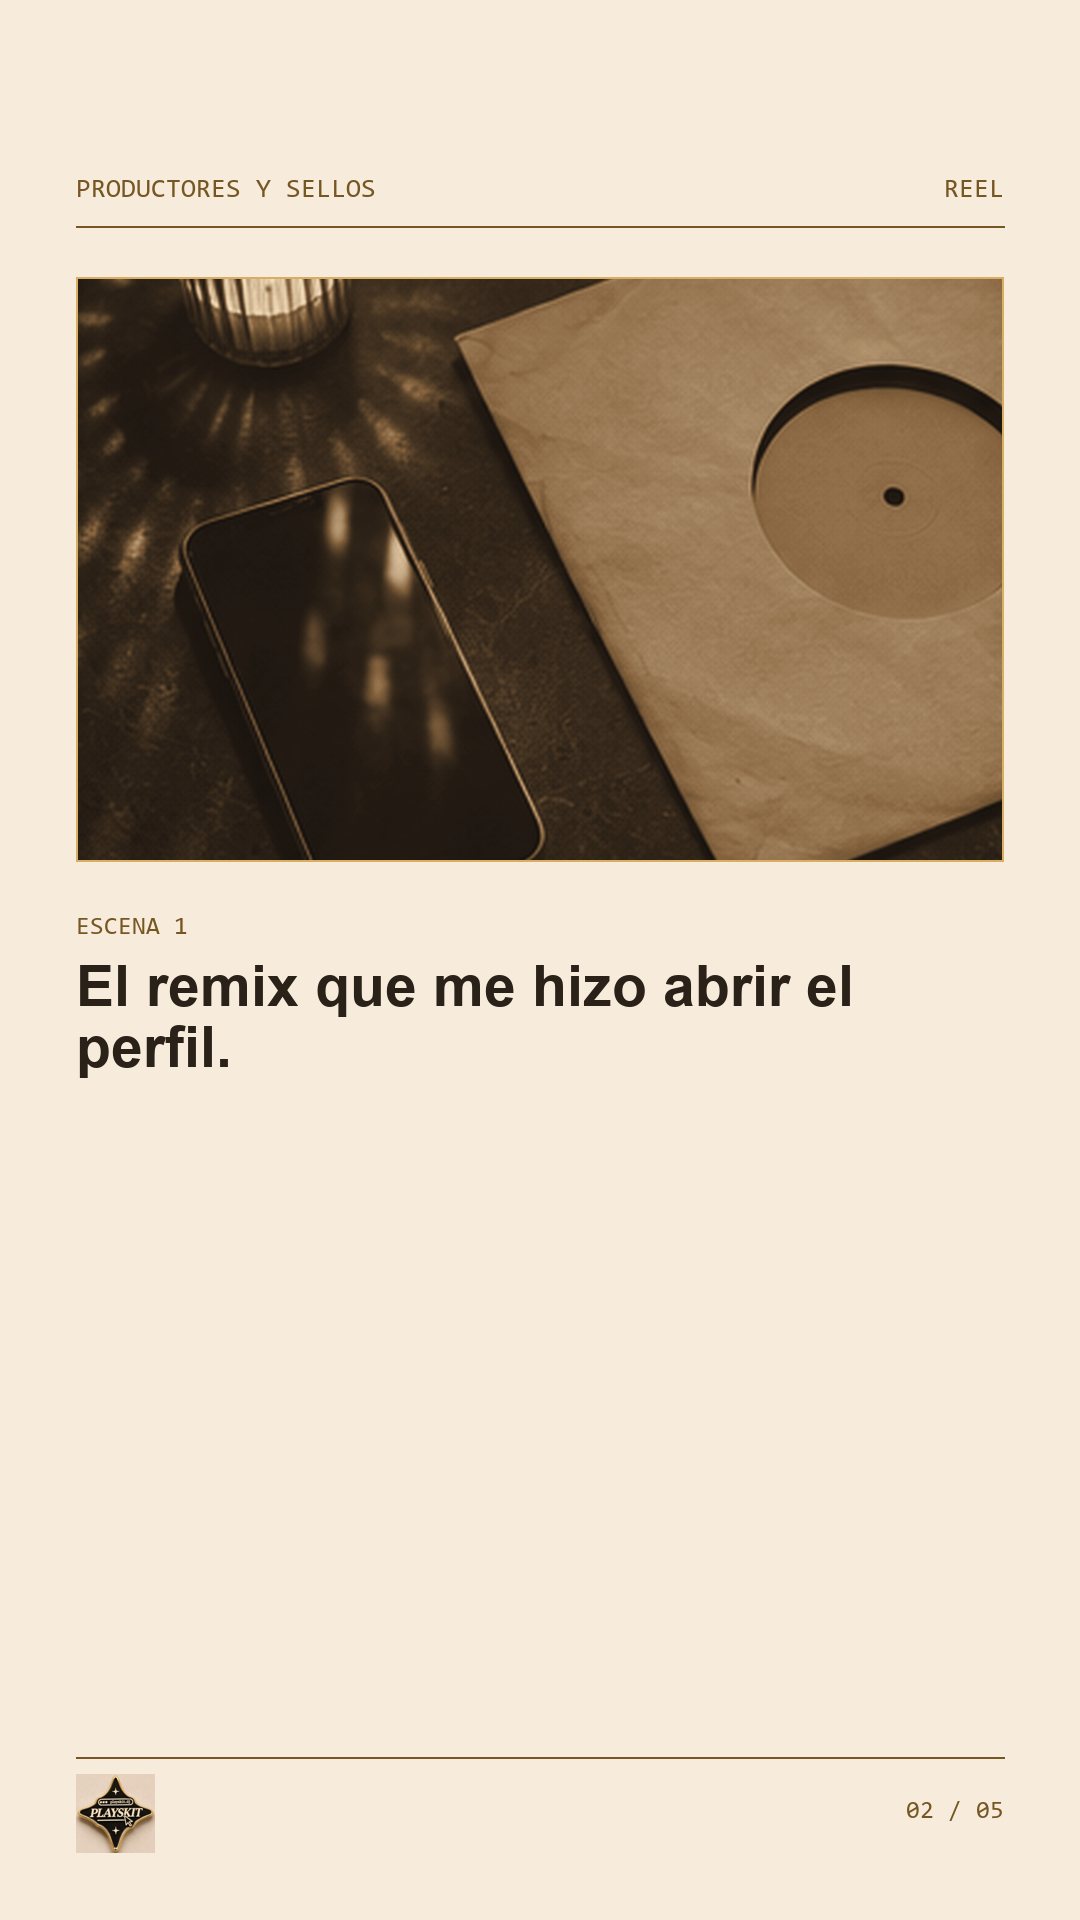 PRODUCTORES Y SELLOS
REEL
ESCENA 1
El remix que me hizo abrir el
perfil.
PLAYSKIT
02 / 05